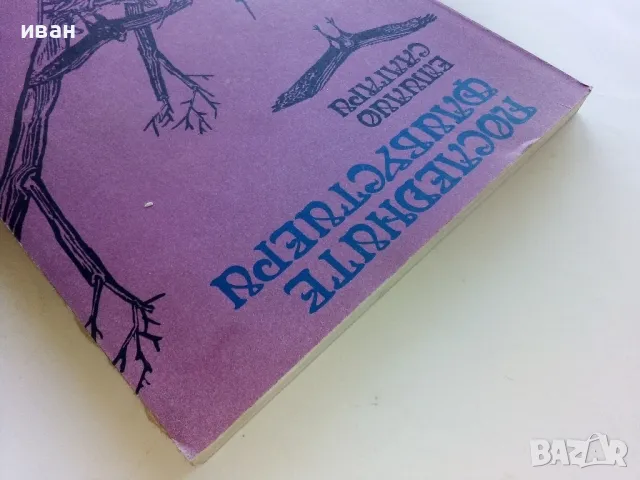 иван
ЕМИЛИО
САЛГАРИ
ПОСЛЕДНИТЕ
ФЛИБУСТИЕРИ
BAZAR